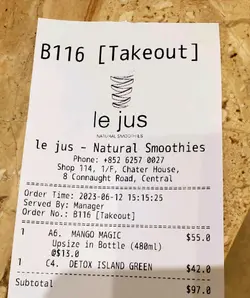 B116 [Takeout]
le jus
NATURAL SMOOTHIES
le jus - Natural Smoothies
Phone: +852 6257 0027
Shop 114, 1/F, Chater House,
8 Connaught Road, Central
Order Time: 2023-06-12 15:15:25
Served By: Manager
Order No.: B116 [Takeout]
1 A6. MANGO MAGIC $55.0
Upsize in Bottle (480ml)
@$13.0
1 C4. DETOX ISLAND GREEN $42.0
Subtotal $97.0